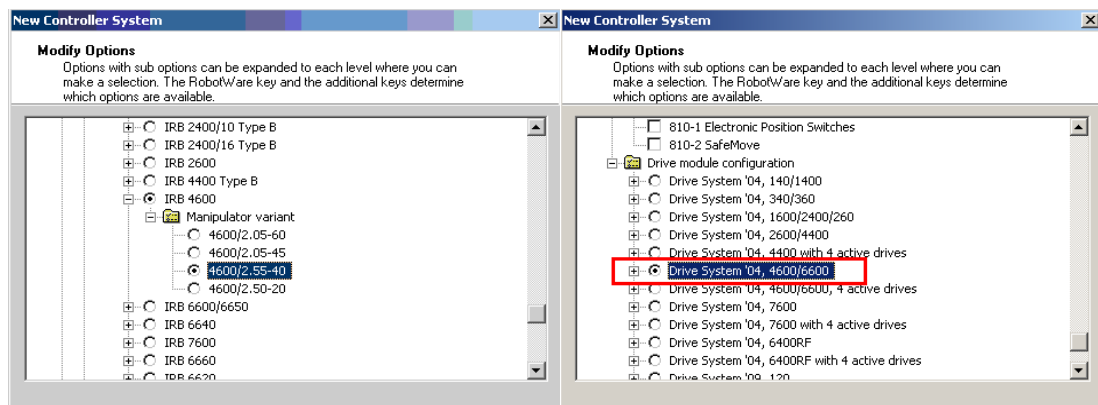 New Controller System
Modify Options
Options with sub options can be expanded to each level where you can
make a selection. The RobotWare key and the additional keys determine
which options are available.
IRB 2400/10 Type B
IRB 2400/16 Type B
IRB 2600
IRB 4400 Type B
IRB 4600
Manipulator variant
4600/2.05-60
4600/2.05-45
4600/2.55-40
4600/2.50-20
IRB 6600/6650
IRB 6640
IRB 7600
IRB 6660
IRB 6620
New Controller System
Modify Options
Options with sub options can be expanded to each level where you can
make a selection. The RobotWare key and the additional keys determine
which options are available.
810-1 Electronic Position Switches
810-2 SafeMove
Drive module configuration
Drive System '04, 140/1400
Drive System '04, 340/360
Drive System '04, 1600/2400/260
Drive System '04, 2600/4400
Drive System '04, 4400 with 4 active drives
Drive System '04, 4600/6600
Drive System '04, 4600/6600, 4 active drives
Drive System '04, 7600
Drive System '04, 7600 with 4 active drives
Drive System '04, 6400RF
Drive System '04, 6400RF with 4 active drives
Drive System '09, 120